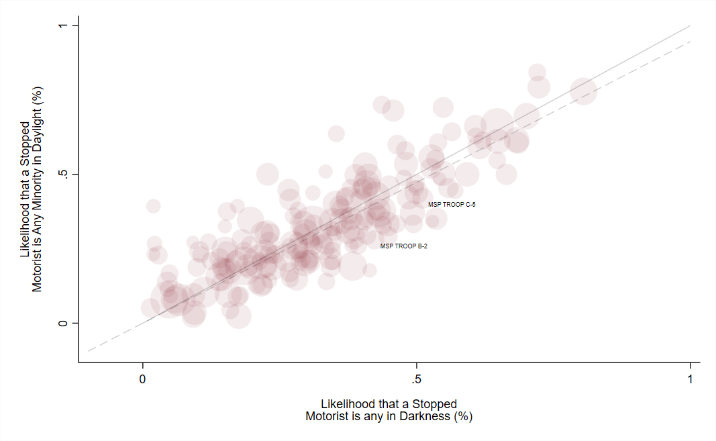 Likelihood that a Stopped
Motorist is Any Minority in Daylight (%)
1
.5
0
MSP TROOP C-5
MSP TROOP B-2
0
.5
1
Likelihood that a Stopped
Motorist is any in Darkness (%)